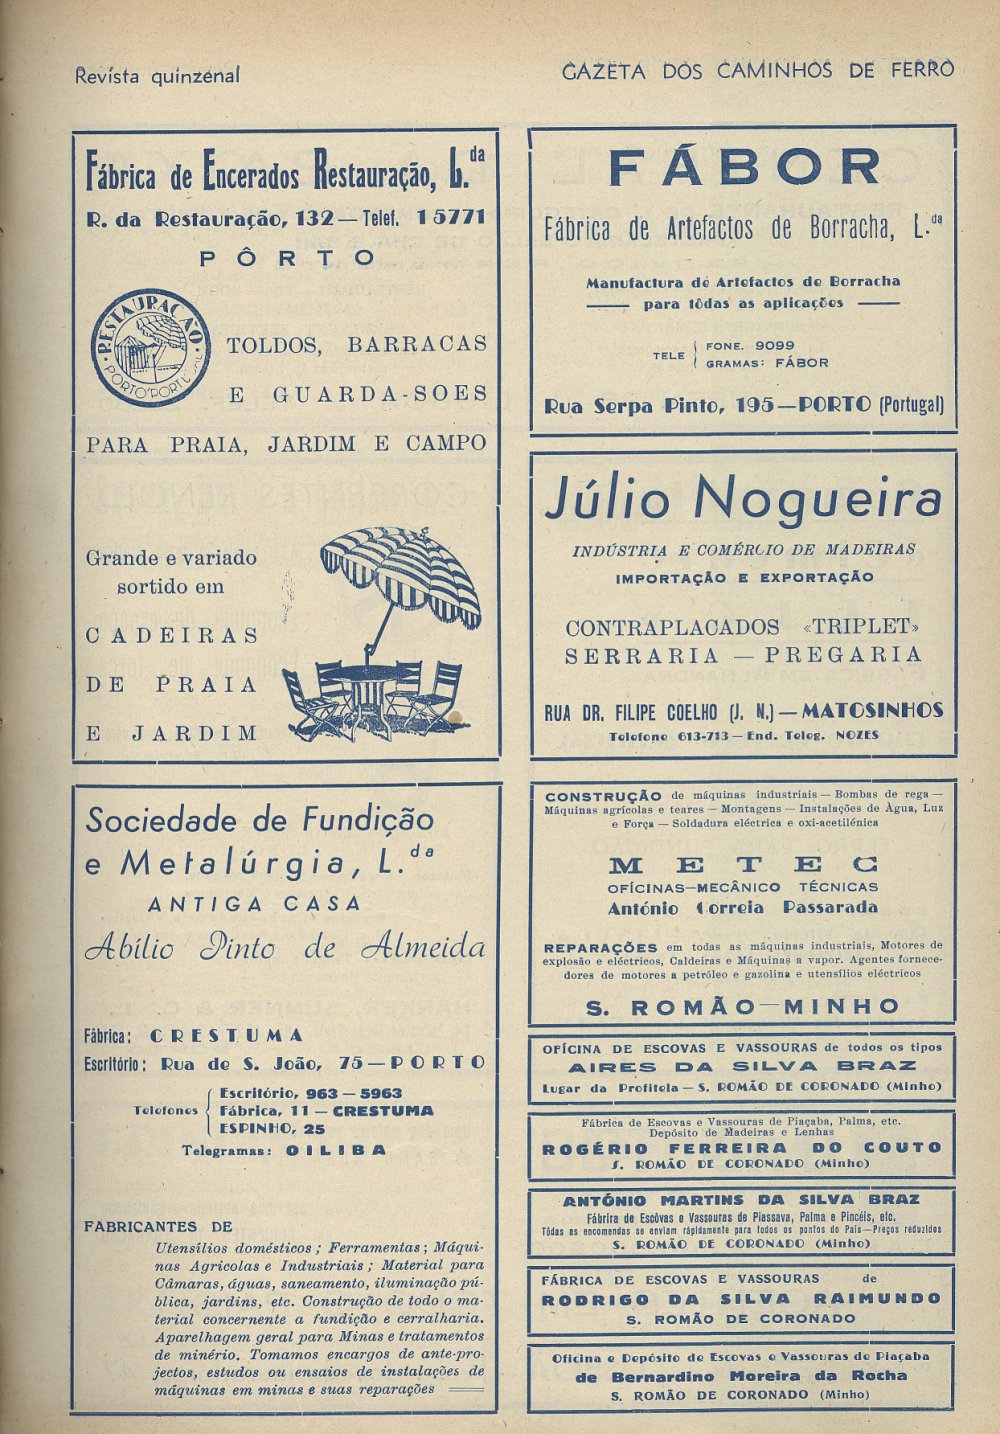 Revista quinzenal
GAZETA DOS CAMINHOS DE FERRO
Fábrica de Encerados Restauração, L.da
R. da Restauração, 132 — Telef. 15771
PÔRTO
RESTAURAÇÃO
PORTO PORTUGAL
TOLDOS, BARRACAS
E GUARDA-SOES
PARA PRAIA, JARDIM E CAMPO
Grande e variado
sortido em
CADEIRAS
DE PRAIA
E JARDIM
Sociedade de Fundição
e Metalúrgia, L.da
ANTIGA CASA
Abílio Pinto de Almeida
Fábrica: CRESTUMA
Escritório: Rua de S. João, 75 — PORTO
Telefones
Escritório, 963 — 5963
Fábrica, 11 — CRESTUMA
ESPINHO, 25
Telegramas: OILIBA
FABRICANTES DE
Utensílios domésticos; Ferramentas; Máqui-
nas Agricolas e Industriais; Material para
Câmaras, águas, saneamento, iluminação pú-
blica, jardins, etc. Construção de todo o ma-
terial concernente a fundição e cerralharia.
Aparelhagem geral para Minas e tratamentos
de minério. Tomamos encargos de ante-pro-
jectos, estudos ou ensaios de instalações de
máquinas em minas e suas reparações
FÁBOR
Fábrica de Artefactos de Borracha, L.da
Manufactura de Artefactos de Borracha
para tôdas as aplicações
TELE
FONE. 9099
GRAMAS: FÁBOR
Rua Serpa Pinto, 195 — PORTO (Portugal)
Júlio Nogueira
INDÚSTRIA E COMÉRCIO DE MADEIRAS
IMPORTAÇÃO E EXPORTAÇÃO
CONTRAPLACADOS «TRIPLET»
SERRARIA — PREGARIA
RUA DR. FILIPE COELHO (J. N.) — MATOSINHOS
Telefone 613-713 — End. Teleg. NOZES
CONSTRUÇÃO de máquinas industriais — Bombas de rega —
Máquinas agrícolas e teares — Montagens — Instalações de Agua, Luz
e Força — Soldadura eléctrica e oxi-acetilénica
METEC
OFÍCINAS—MECÂNICO TÉCNICAS
António Correia Passarada
REPARAÇÕES em todas as máquinas industriais, Motores de
explosão e eléctricos, Caldeiras e Máquinas a vapor. Agentes fornece-
dores de motores a petróleo e gazolina e utensílios eléctricos
S. ROMÃO—MINHO
OFÍCINA DE ESCOVAS E VASSOURAS de todos os tipos
AIRES DA SILVA BRAZ
Lugar da Profitela — S. ROMÃO DE CORONADO (Minho)
Fábrica de Escovas e Vassouras de Piaçaba, Palma, etc.
Depósito de Madeiras e Lenhas
ROGÉRIO FERREIRA DO COUTO
S. ROMÃO DE CORONADO (Minho)
ANTÓNIO MARTINS DA SILVA BRAZ
Fábrira de Escôvas e Vassouras de Piassava, Palma e Pincéis, etc.
Tôdas as encomendas se enviam ràpidamente para todos os pontos do País—Preços reduzidos
S. ROMÃO DE CORONADO (Minho)
FÁBRICA DE ESCOVAS E VASSOURAS de
RODRIGO DA SILVA RAIMUNDO
S. ROMÃO DE CORONADO
Oficina e Depósito de Escovas e Vassouras de Piaçaba
de Bernardino Moreira da Rocha
S. ROMÃO DE CORONADO (Minho)